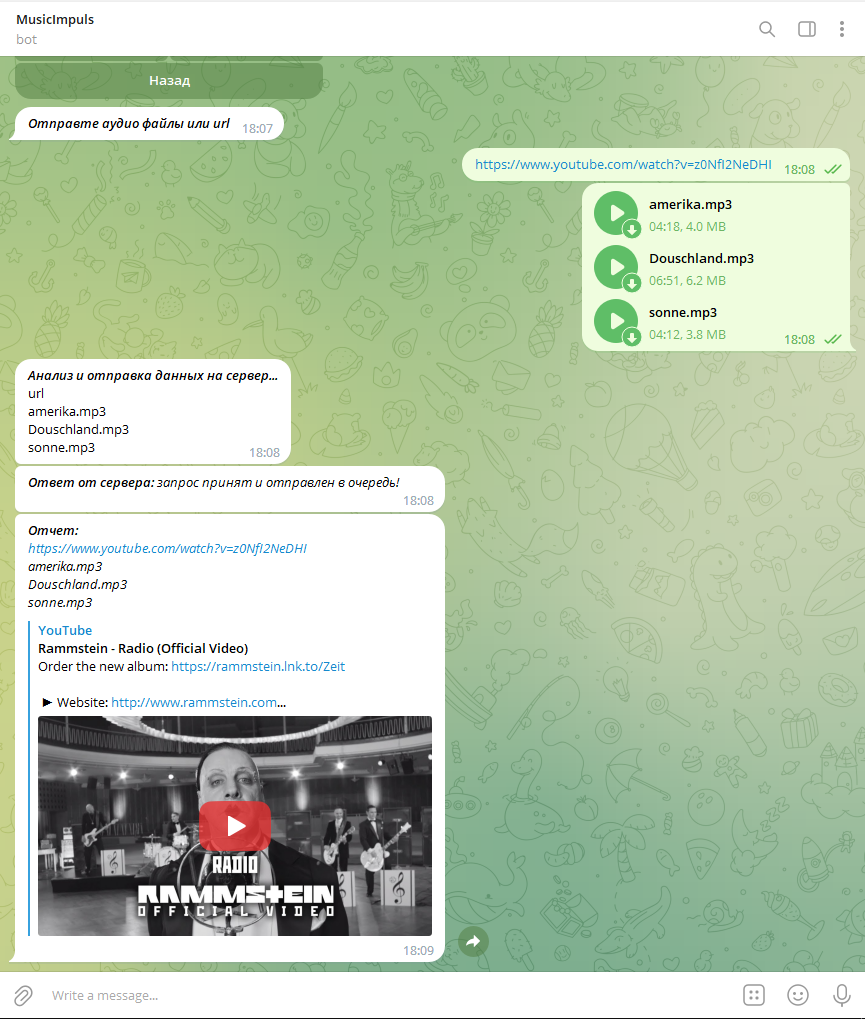 MusicImpuls
bot
Назад
Отправте аудио файлы или url 18:07
https://www.youtube.com/watch?v=z0NfI2NeDHI 18:08
amerika.mp3
04:18, 4.0 MB
Douschland.mp3
06:51, 6.2 MB
sonne.mp3
04:12, 3.8 MB 18:08
Анализ и отправка данных на сервер...
url
amerika.mp3
Douschland.mp3
sonne.mp3
18:08
Ответ от сервера: запрос принят и отправлен в очередь!
18:08
Отчет:
https://www.youtube.com/watch?v=z0NfI2NeDHI
amerika.mp3
Douschland.mp3
sonne.mp3
YouTube
Rammstein - Radio (Official Video)
Order the new album: https://rammstein.lnk.to/Zeit
► Website: http://www.rammstein.com...
RADIO
RAMMSTEIN
OFFICIAL VIDEO
18:09
Write a message...